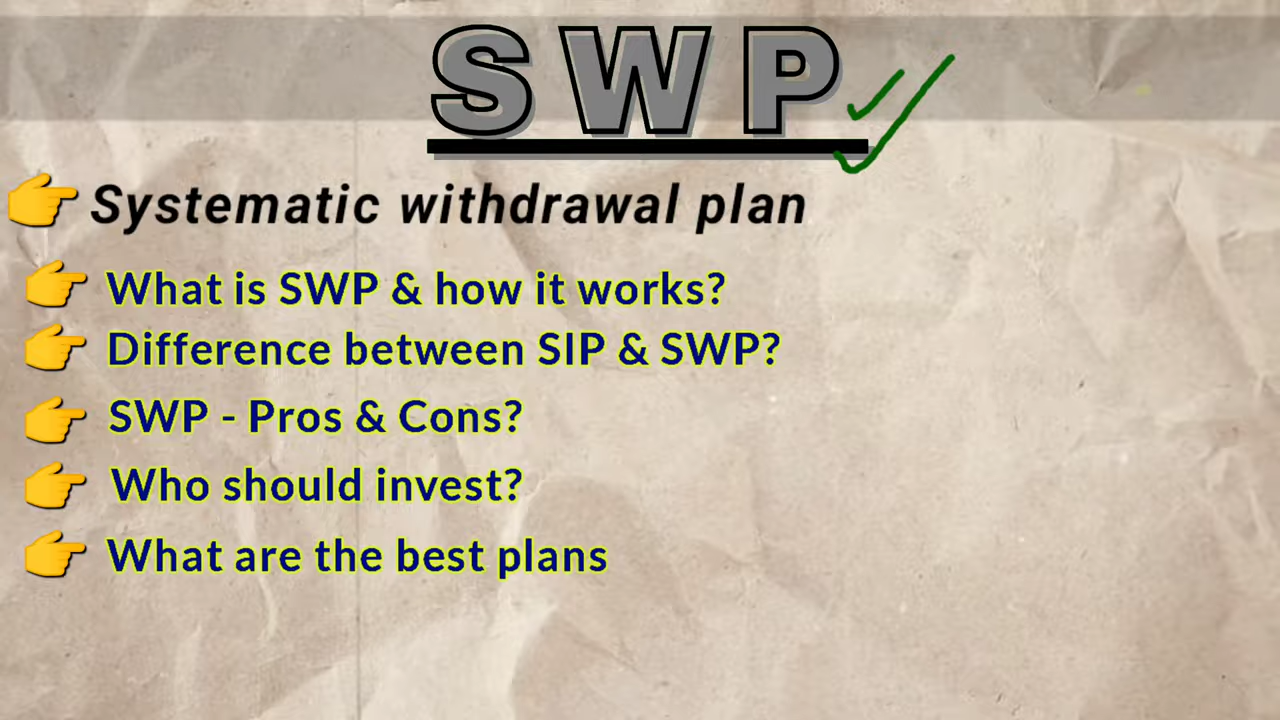 SWP
Systematic withdrawal plan
What is SWP & how it works?
Difference between SIP & SWP?
SWP - Pros & Cons?
Who should invest?
What are the best plans